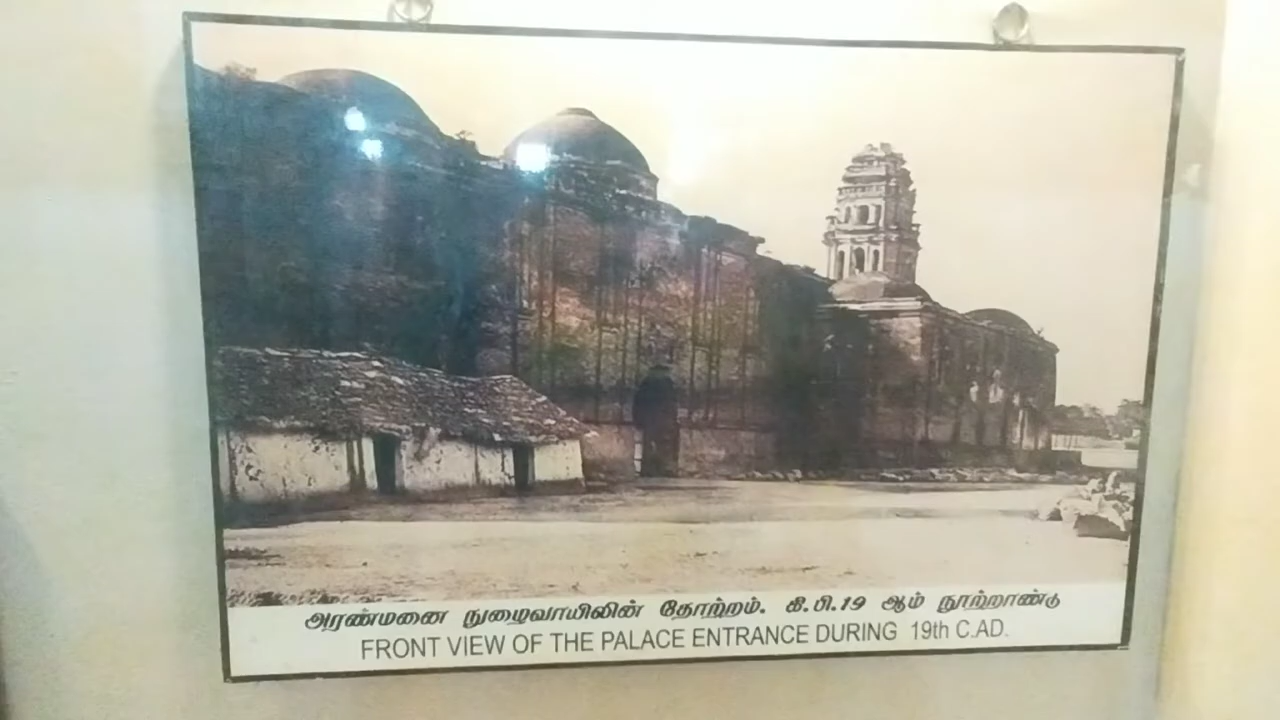 அரண்மனை நுழைவாயிலின் தோற்றம். கி.பி.19 ஆம் நூற்றாண்டு
FRONT VIEW OF THE PALACE ENTRANCE DURING 19th C.AD.